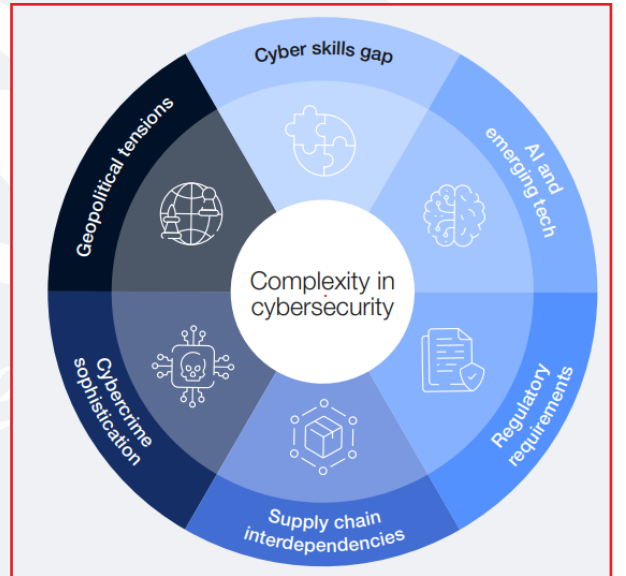 Cyber skills gap
AI and
emerging tech
Regulatory
requirements
Supply chain
interdependencies
Cybercrime
sophistication
Geopolitical tensions
Complexity in
cybersecurity